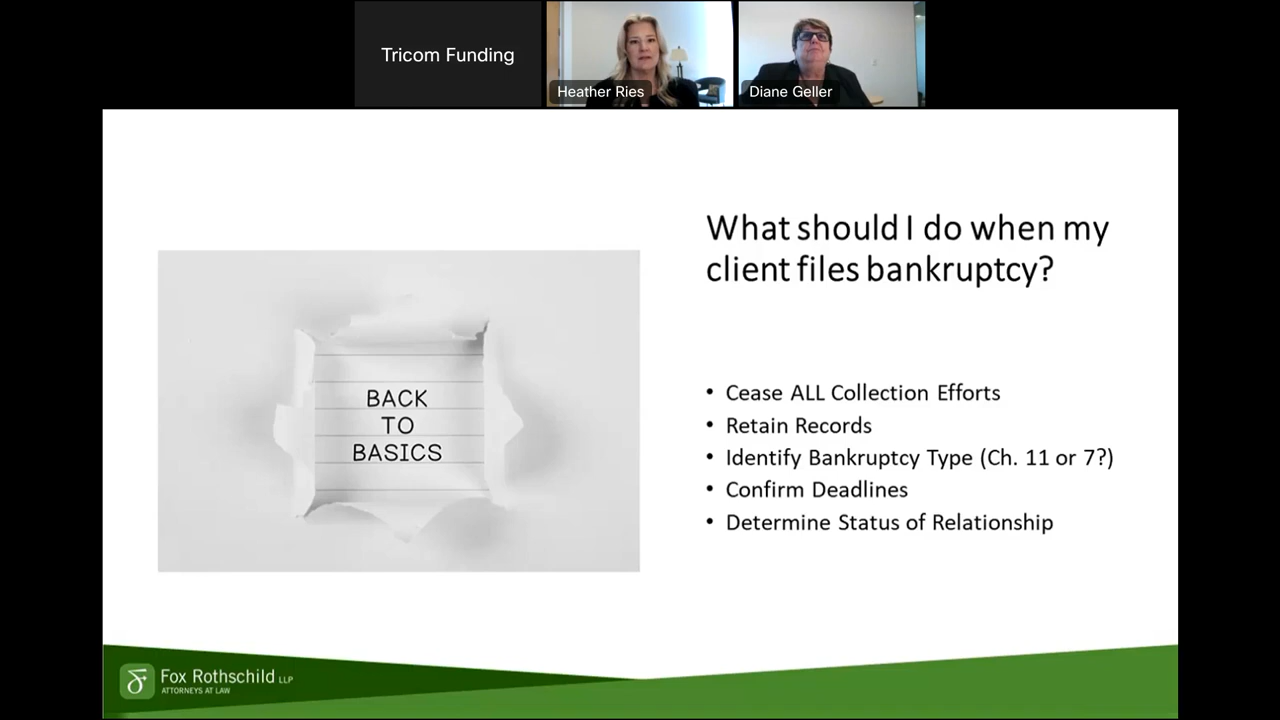 Tricom Funding
Heather Ries
Diane Geller
What should I do when my
client files bankruptcy?
BACK
TO
BASICS
• Cease ALL Collection Efforts
• Retain Records
• Identify Bankruptcy Type (Ch. 11 or 7?)
• Confirm Deadlines
• Determine Status of Relationship
Fox Rothschild LLP
ATTORNEYS AT LAW